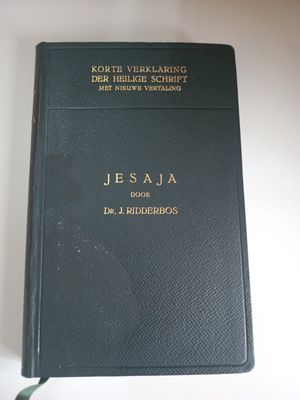 KORTE VERKLARING
DER HEILIGE SCHRIFT
MET NIEUWE VERTALING
JESAJA
DOOR
DR. J. RIDDERBOS